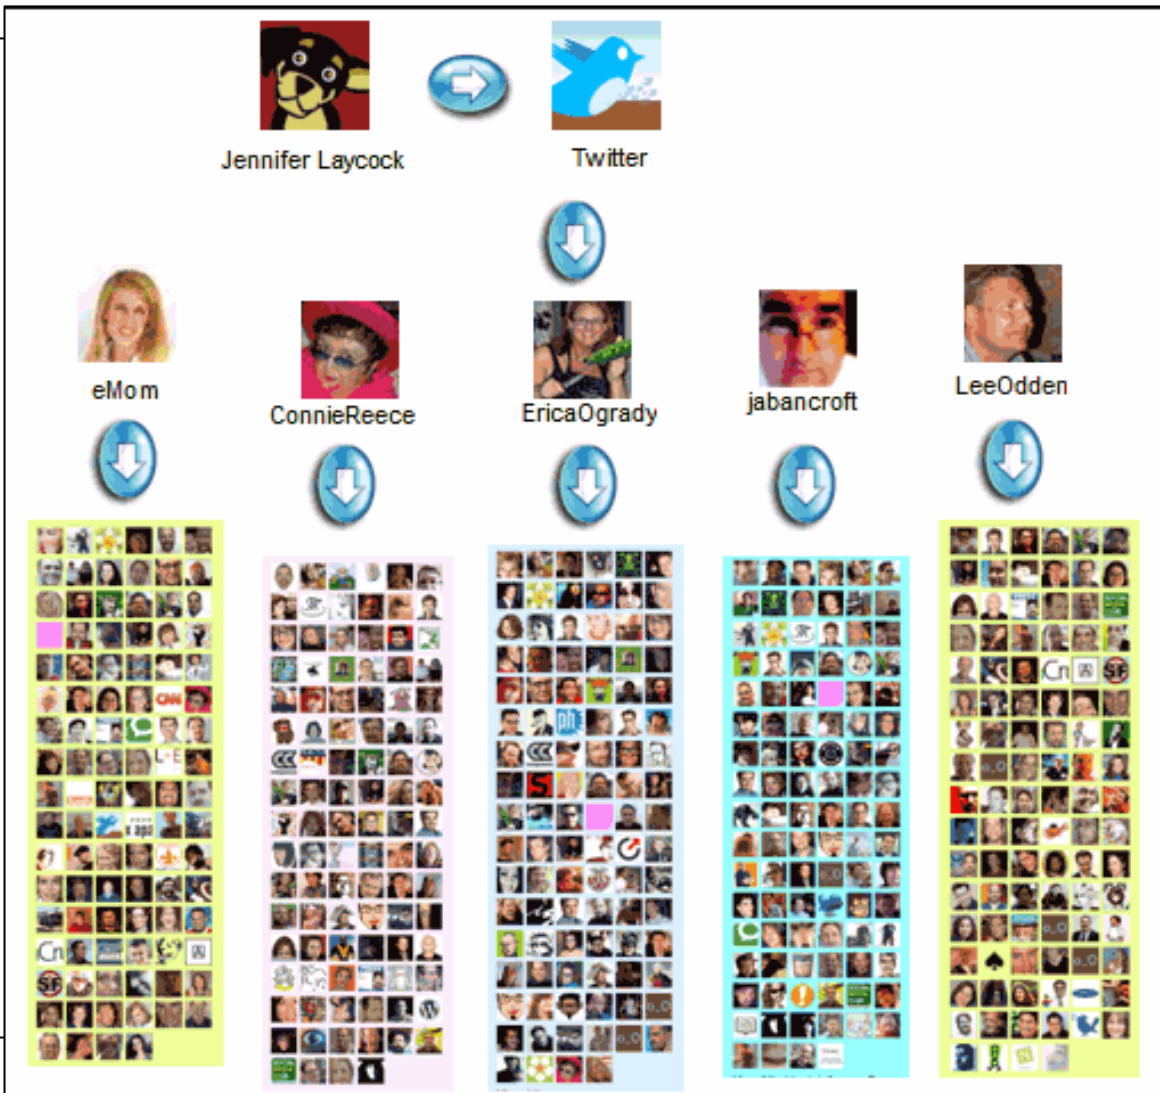 Jennifer Laycock
Twitter
eMom
ConnieReece
EricaOgrady
jabancroft
LeeOdden